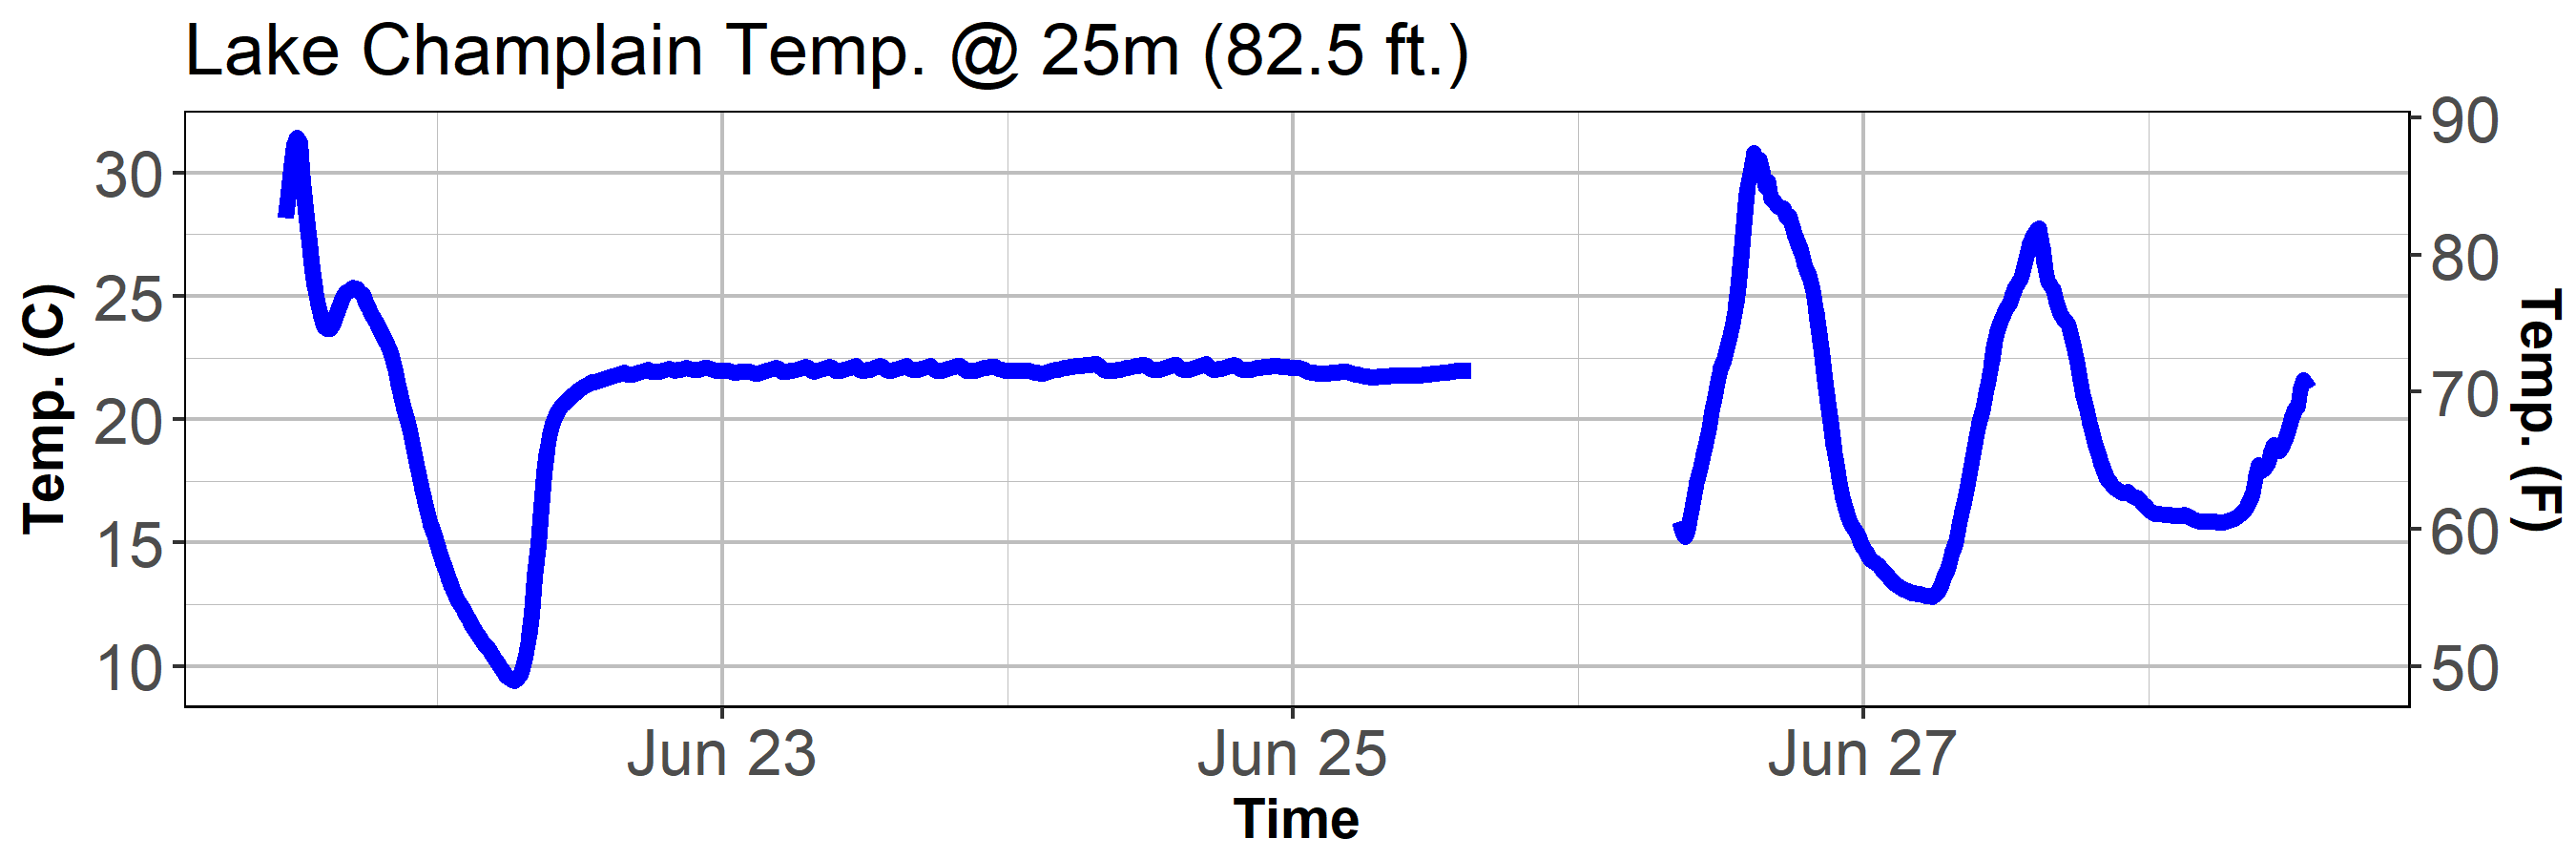 Lake Champlain Temp. @ 25m (82.5 ft.)
Temp. (C)
30
25
20
15
10
90
80
70
60
50
Temp. (F)
Jun 23
Jun 25
Jun 27
Time